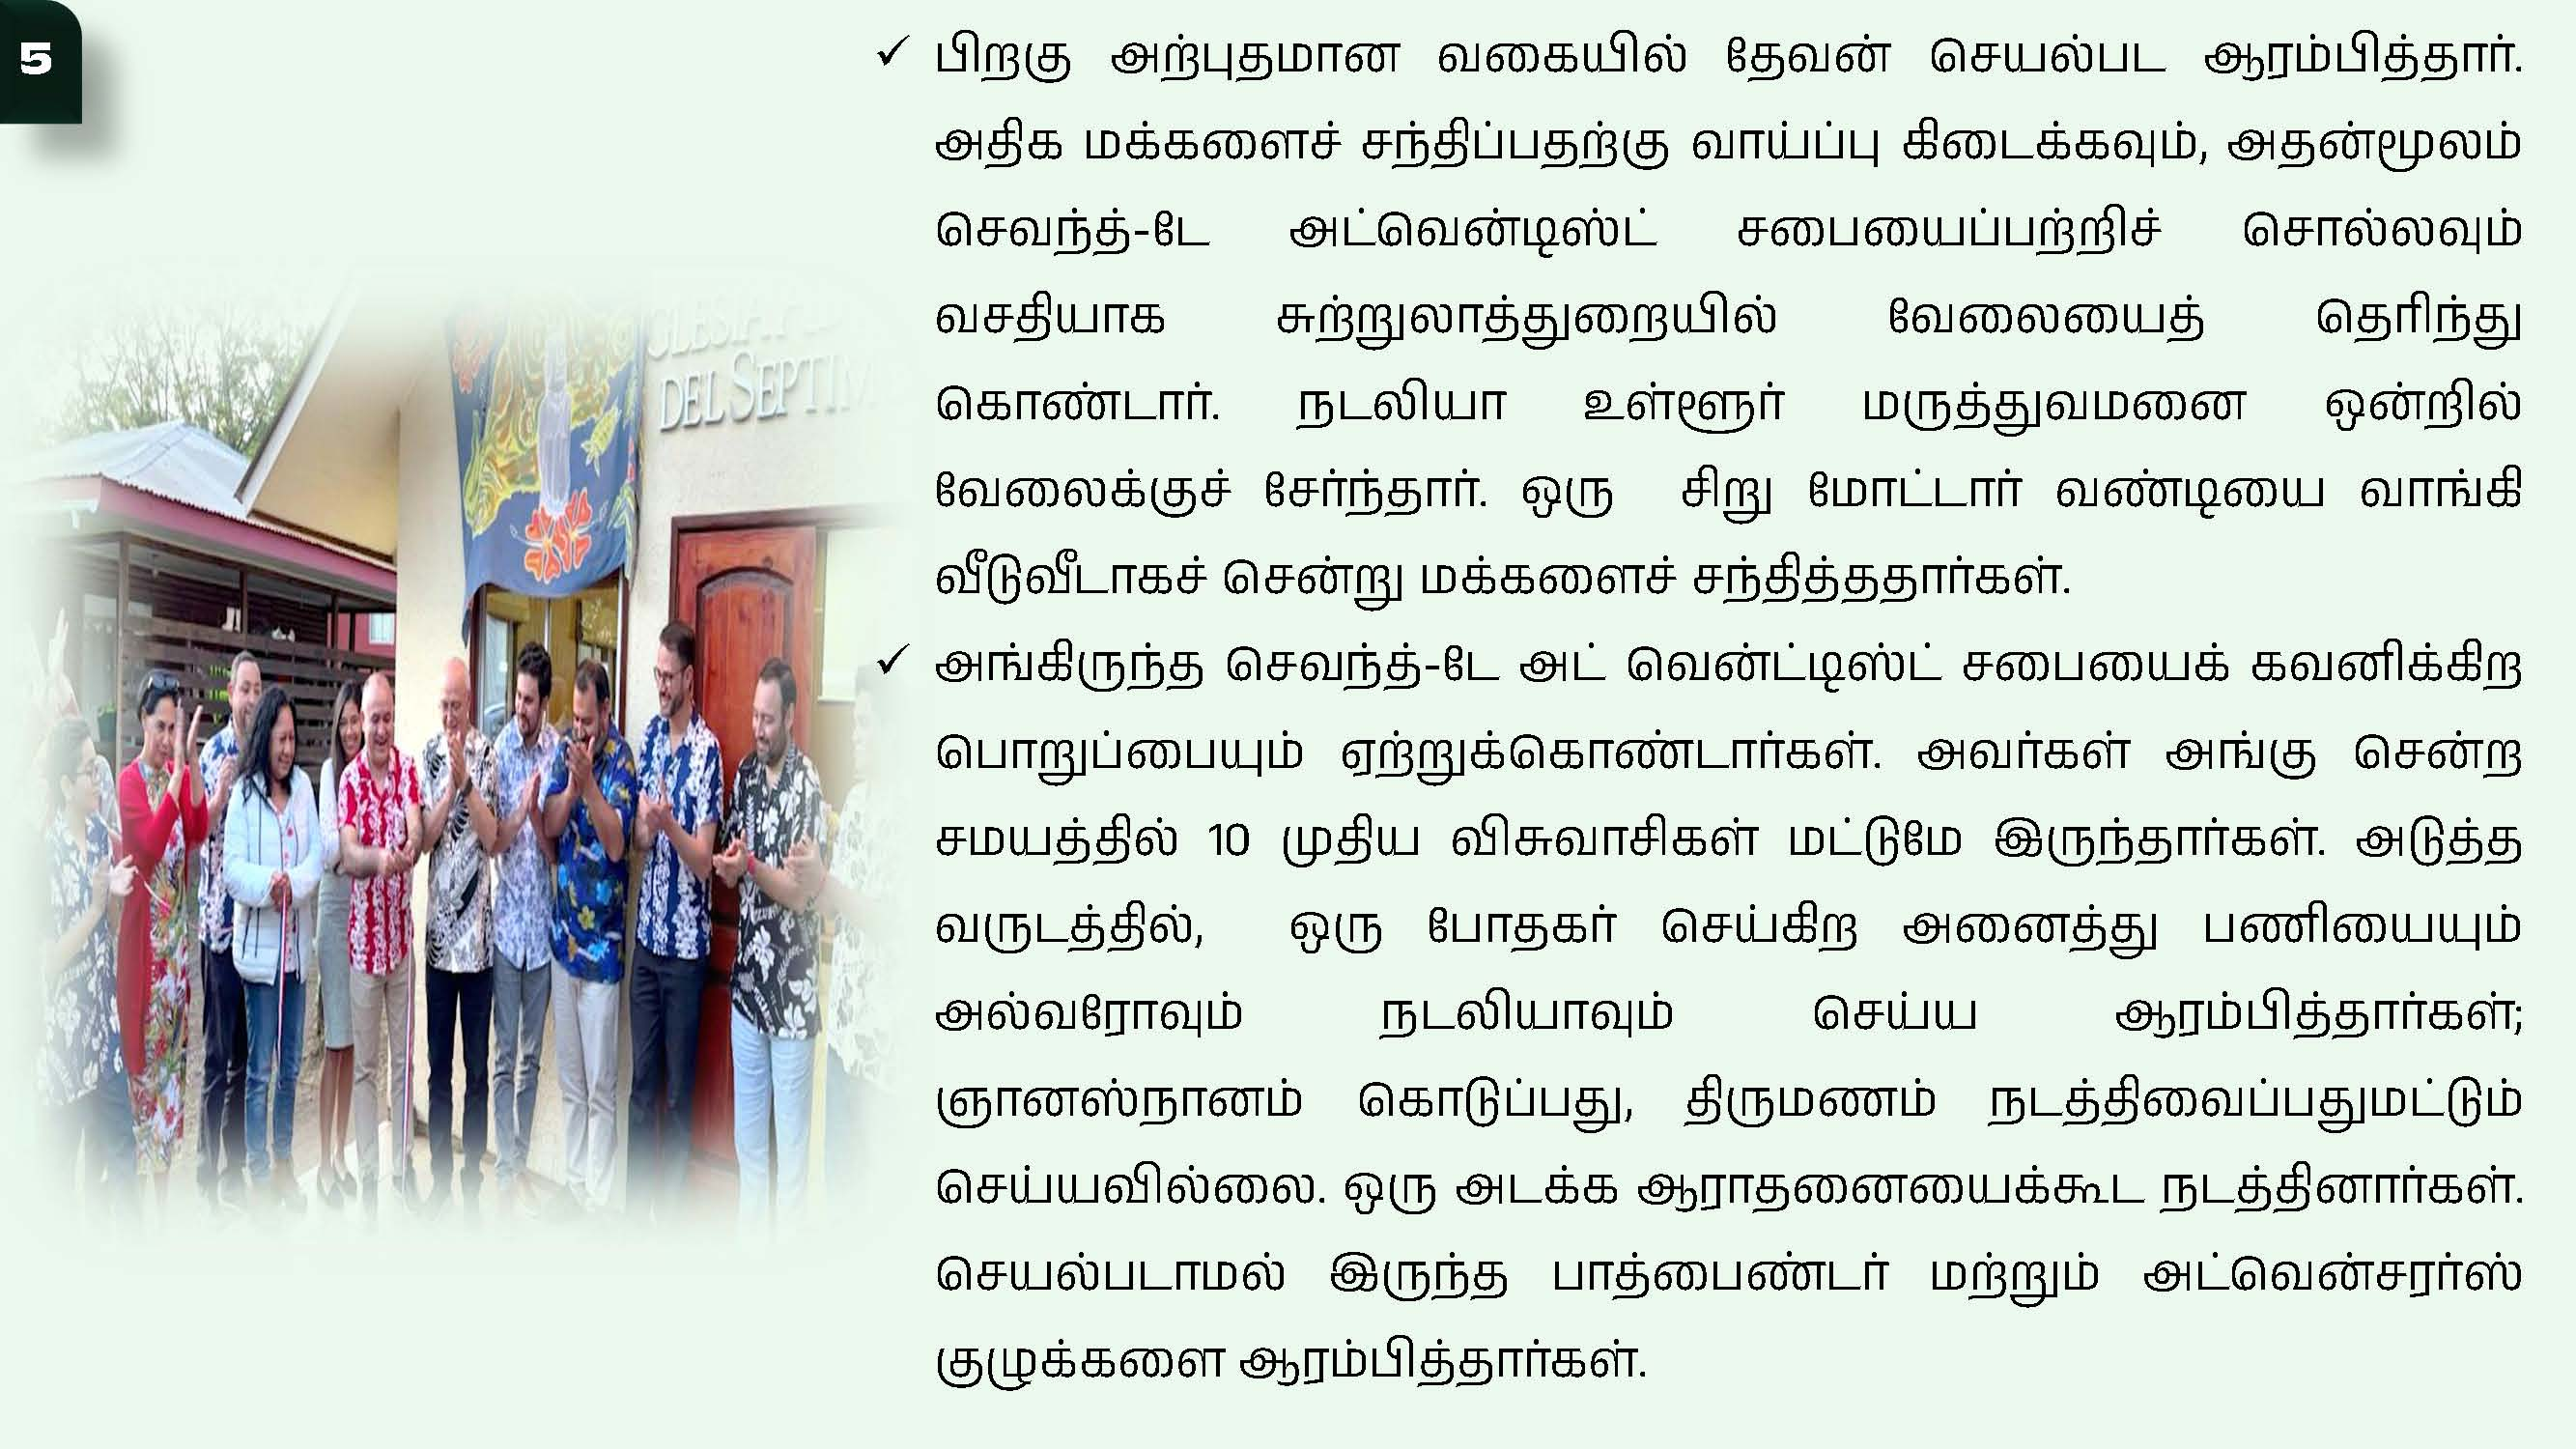 5
பிறகு அற்புதமான வகையில் தேவன் செயல்பட ஆரம்பித்தார்.
அதிக மக்களைச் சந்திப்பதற்கு வாய்ப்பு கிடைக்கவும், அதன்மூலம்
செவந்த்-டே அட்வென்டிஸ்ட் சபையைப்பற்றிச் சொல்லவும்
வசதியாக சுற்றுலாத்துறையில் வேலையைத் தெரிந்து
கொண்டார். நடலியா உள்ளூர் மருத்துவமனை ஒன்றில்
வேலைக்குச் சேர்ந்தார். ஒரு சிறு மோட்டார் வண்டியை வாங்கி
வீடுவீடாகச் சென்று மக்களைச் சந்தித்ததார்கள்.
அங்கிருந்த செவந்த்-டே அட் வென்ட்டிஸ்ட் சபையைக் கவனிக்கிற
பொறுப்பையும் ஏற்றுக்கொண்டார்கள். அவர்கள் அங்கு சென்ற
சமயத்தில் 10 முதிய விசுவாசிகள் மட்டுமே இருந்தார்கள். அடுத்த
வருடத்தில், ஒரு போதகர் செய்கிற அனைத்து பணியையும்
அல்வரோவும் நடலியாவும் செய்ய ஆரம்பித்தார்கள்;
ஞானஸ்நானம் கொடுப்பது, திருமணம் நடத்திவைப்பதுமட்டும்
செய்யவில்லை. ஒரு அடக்க ஆராதனையைக்கூட நடத்தினார்கள்.
செயல்படாமல் இருந்த பாத்பைண்டர் மற்றும் அட்வென்சரர்ஸ்
குழுக்களை ஆரம்பித்தார்கள்.
DEL SEPTIM